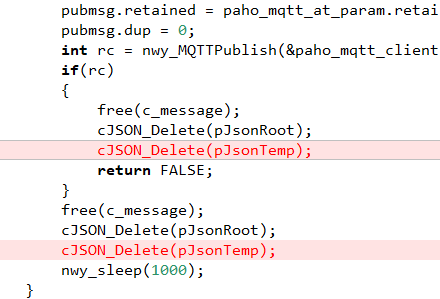 pubmsg.retained = paho_mqtt_at_param.retai
pubmsg.dup = 0;
int rc = nwy_MQTTPublish(&paho_mqtt_client
if(rc)
{
free(c_message);
cJSON_Delete(pJsonRoot);
cJSON_Delete(pJsonTemp);
return FALSE;
}
free(c_message);
cJSON_Delete(pJsonRoot);
cJSON_Delete(pJsonTemp);
nwy_sleep(1000);
}